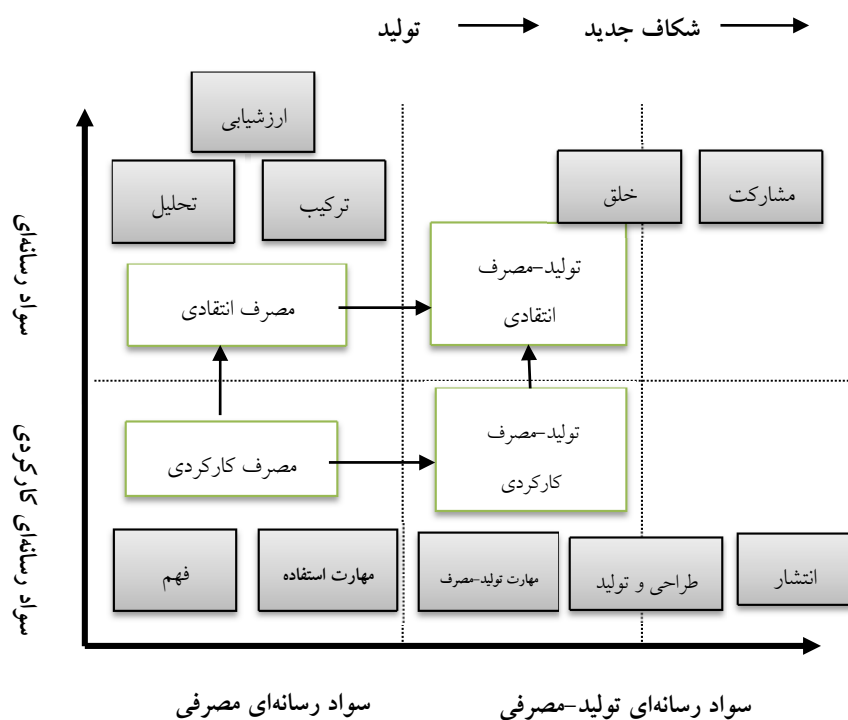 تولید
شکاف جدید
ارزشیابی
تحلیل
ترکیب
خلق
مشارکت
سواد رسانه‌ای
مصرف انتقادی
تولید-مصرف
انتقادی
سواد رسانه‌ای کارکردی
مصرف کارکردی
تولید-مصرف
کارکردی
فهم
مهارت استفاده
مهارت تولید-مصرف
طراحی و تولید
انتشار
سواد رسانه‌ای مصرفی
سواد رسانه‌ای تولید-مصرفی